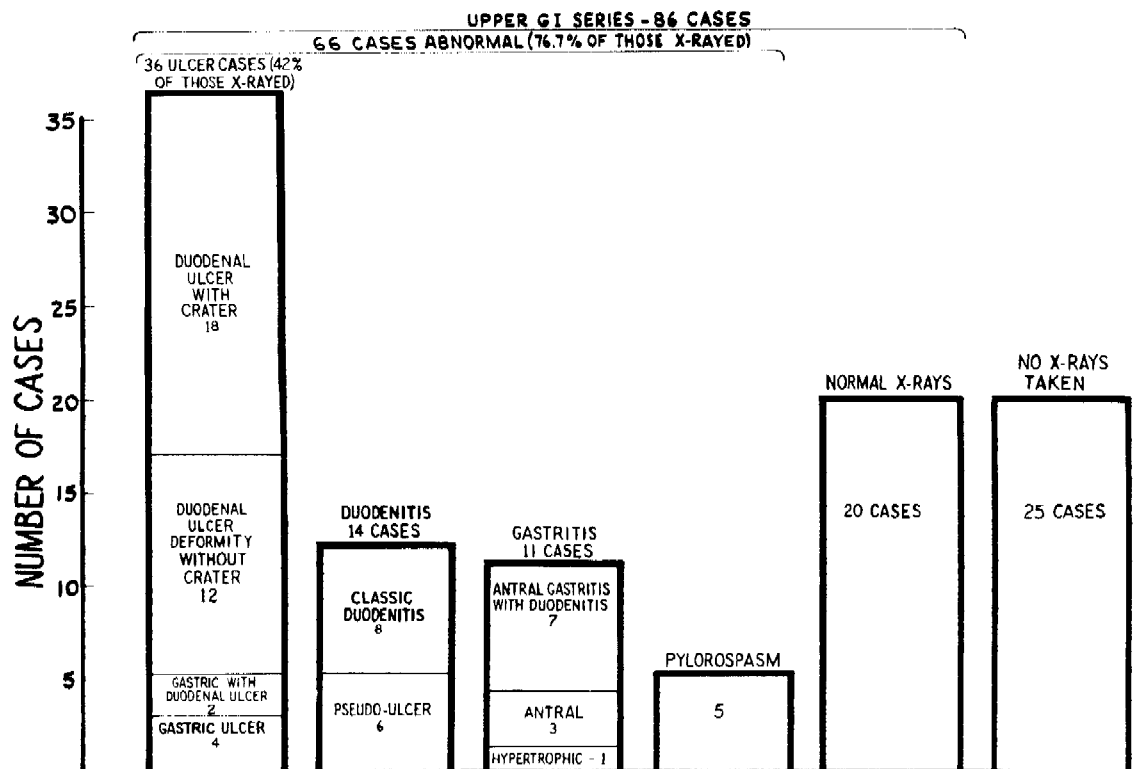 UPPER GI SERIES - 86 CASES
66 CASES ABNORMAL (76.7% OF THOSE X-RAYED)
36 ULCER CASES (42%
OF THOSE X-RAYED)
NUMBER OF CASES
35
30
25
20
15
10
5
DUODENAL
ULCER
WITH
CRATER
18
DUODENAL
ULCER
DEFORMITY
WITHOUT
CRATER
12
GASTRIC WITH
DUODENAL ULCER
2
GASTRIC ULCER
4
DUODENITIS
14 CASES
CLASSIC
DUODENITIS
8
PSEUDO-ULCER
6
GASTRITIS
11 CASES
ANTRAL GASTRITIS
WITH DUODENITIS
7
ANTRAL
3
HYPERTROPHIC - 1
PYLOROSPASM
5
NORMAL X-RAYS
20 CASES
NO X-RAYS
TAKEN
25 CASES